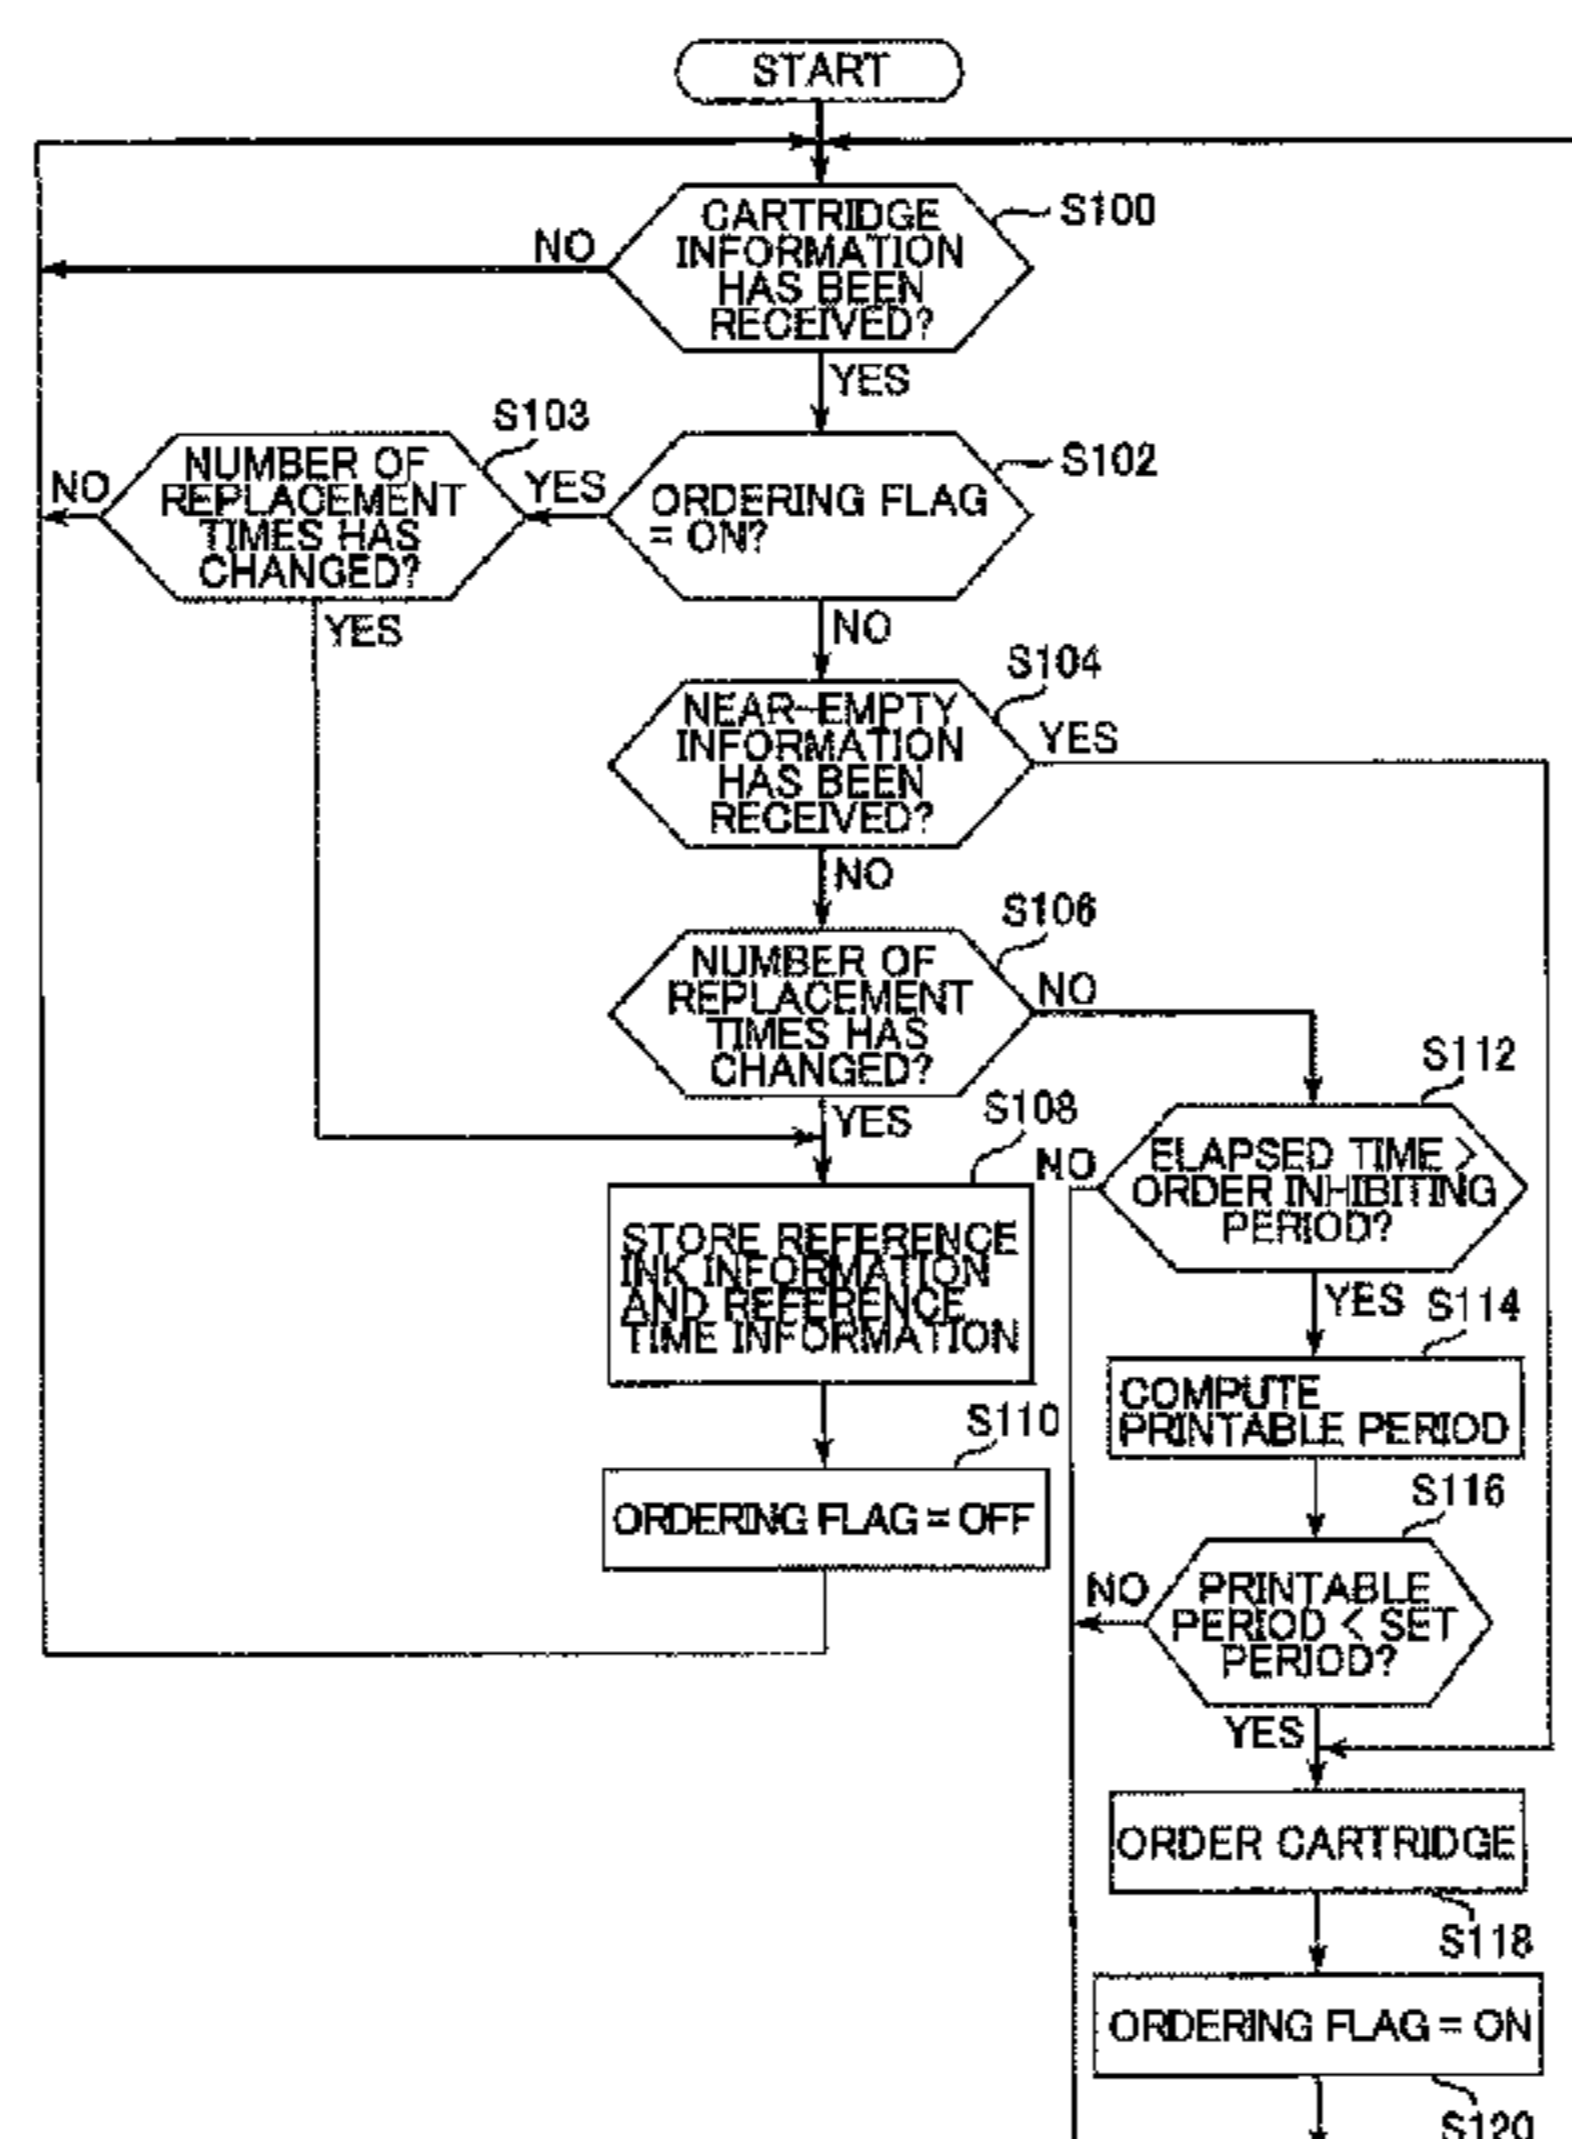 START
CARTRIDGE
INFORMATION
HAS BEEN
RECEIVED?
S100
NO
YES
S103
NUMBER OF
REPLACEMENT
TIMES HAS
CHANGED?
NO
YES
YES
ORDERING FLAG
= ON?
S102
NO
S104
NEAR-EMPTY
INFORMATION
HAS BEEN
RECEIVED?
YES
NO
S106
NUMBER OF
REPLACEMENT
TIMES HAS
CHANGED?
NO
YES
S108
STORE REFERENCE
INK INFORMATION
AND REFERENCE
TIME INFORMATION
S110
ORDERING FLAG = OFF
S112
ELAPSED TIME >
ORDER INHIBITING
PERIOD?
NO
YES
S114
COMPUTE
PRINTABLE PERIOD
S116
PRINTABLE
PERIOD < SET
PERIOD?
NO
YES
ORDER CARTRIDGE
S118
ORDERING FLAG = ON
S120